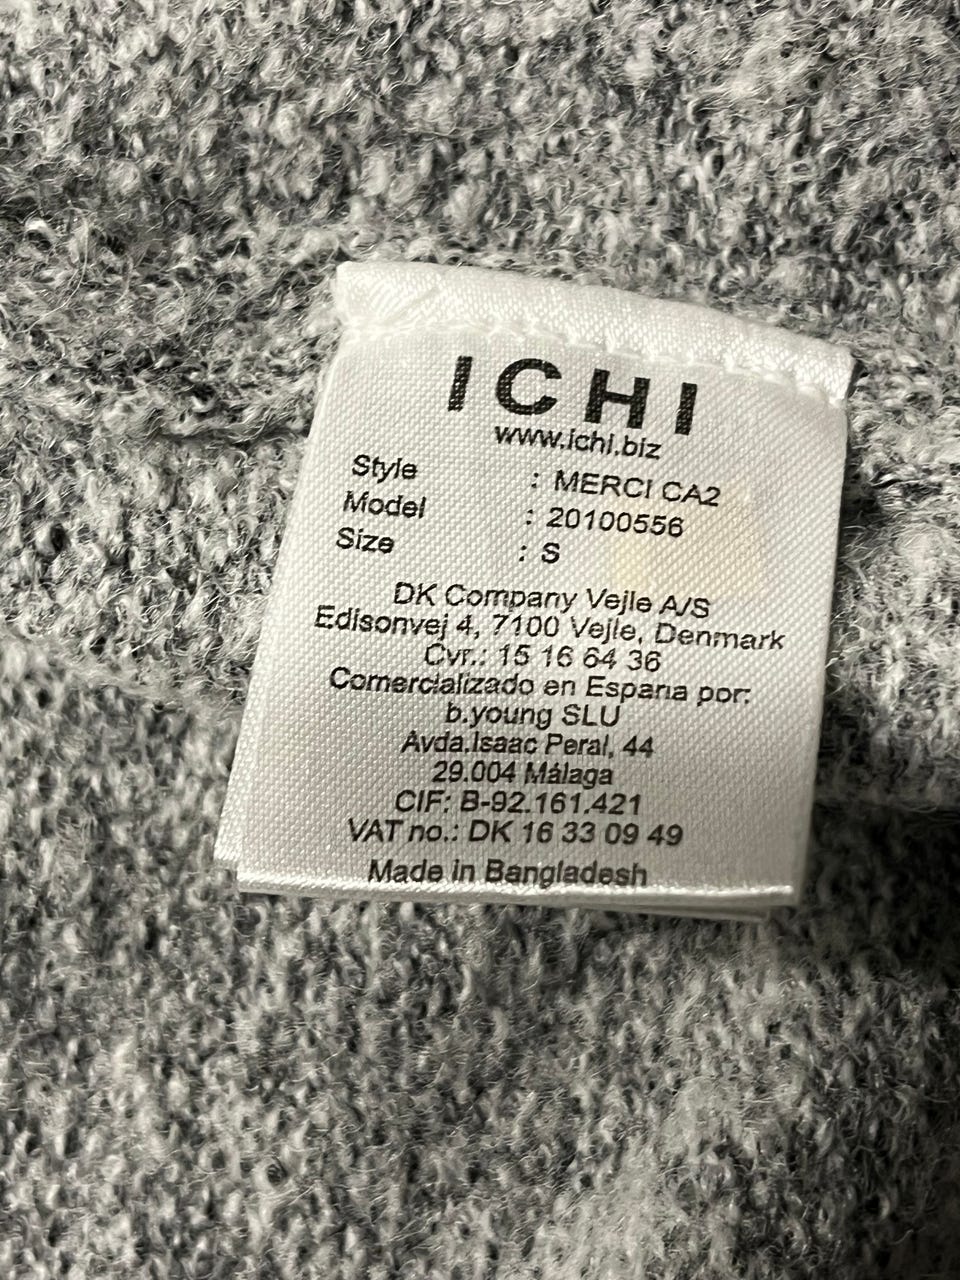 ICHI
www.ichi.biz
Style : MERCI CA2
Model : 20100556
Size : S
DK Company Vejle A/S
Edisonvej 4, 7100 Vejle, Denmark
Cvr.: 15 16 64 36
Comercializado en Espana por:
b.young SLU
Avda.Isaac Peral, 44
29.004 Málaga
CIF: B-92.161.421
VAT no.: DK 16 33 09 49
Made in Bangladesh